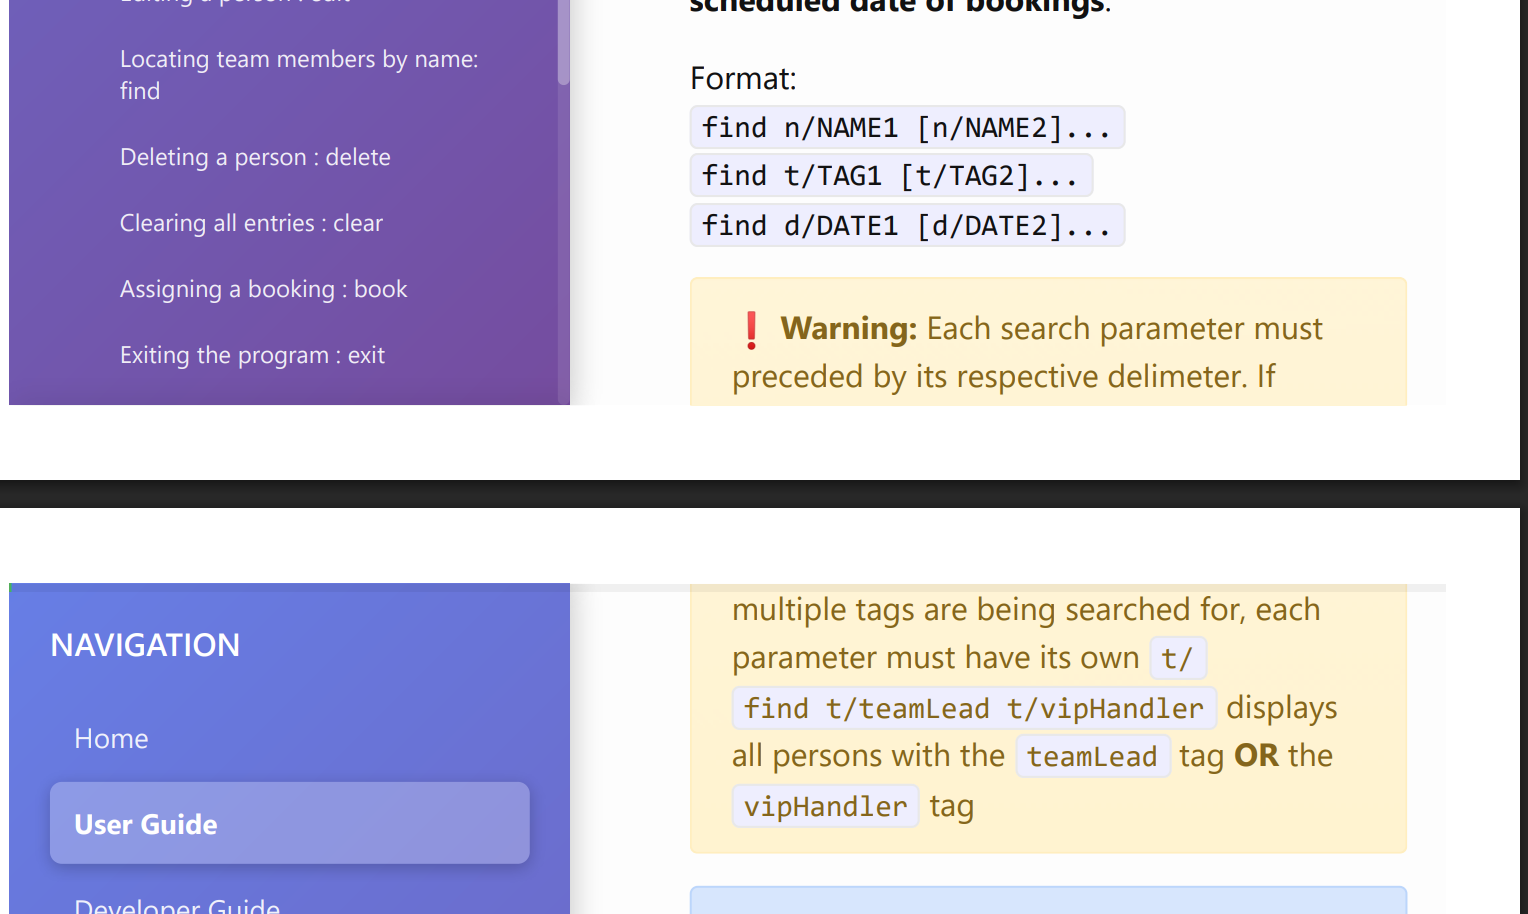 Editing a person : edit
Locating team members by name:
find
Deleting a person : delete
Clearing all entries : clear
Assigning a booking : book
Exiting the program : exit
scheduled date of bookings.
Format:
find n/NAME1 [n/NAME2]...
find t/TAG1 [t/TAG2]...
find d/DATE1 [d/DATE2]...
❗ Warning: Each search parameter must
preceded by its respective delimeter. If
NAVIGATION
Home
User Guide
Developer Guide
multiple tags are being searched for, each
parameter must have its own t/
find t/teamLead t/vipHandler displays
all persons with the teamLead tag OR the
vipHandler tag